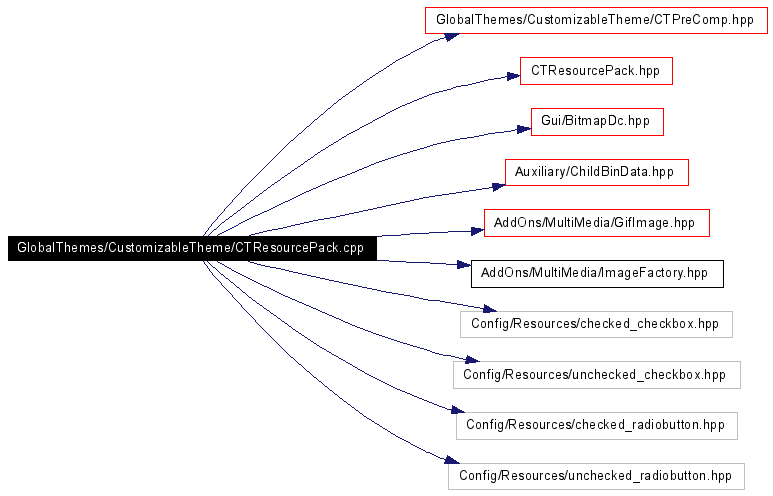 GlobalThemes/CustomizableTheme/CTPreComp.hpp
CTResourcePack.hpp
Gui/BitmapDc.hpp
Auxiliary/ChildBinData.hpp
AddOns/MultiMedia/GifImage.hpp
GlobalThemes/CustomizableTheme/CTResourcePack.cpp
AddOns/MultiMedia/ImageFactory.hpp
Config/Resources/checked_checkbox.hpp
Config/Resources/unchecked_checkbox.hpp
Config/Resources/checked_radiobutton.hpp
Config/Resources/unchecked_radiobutton.hpp